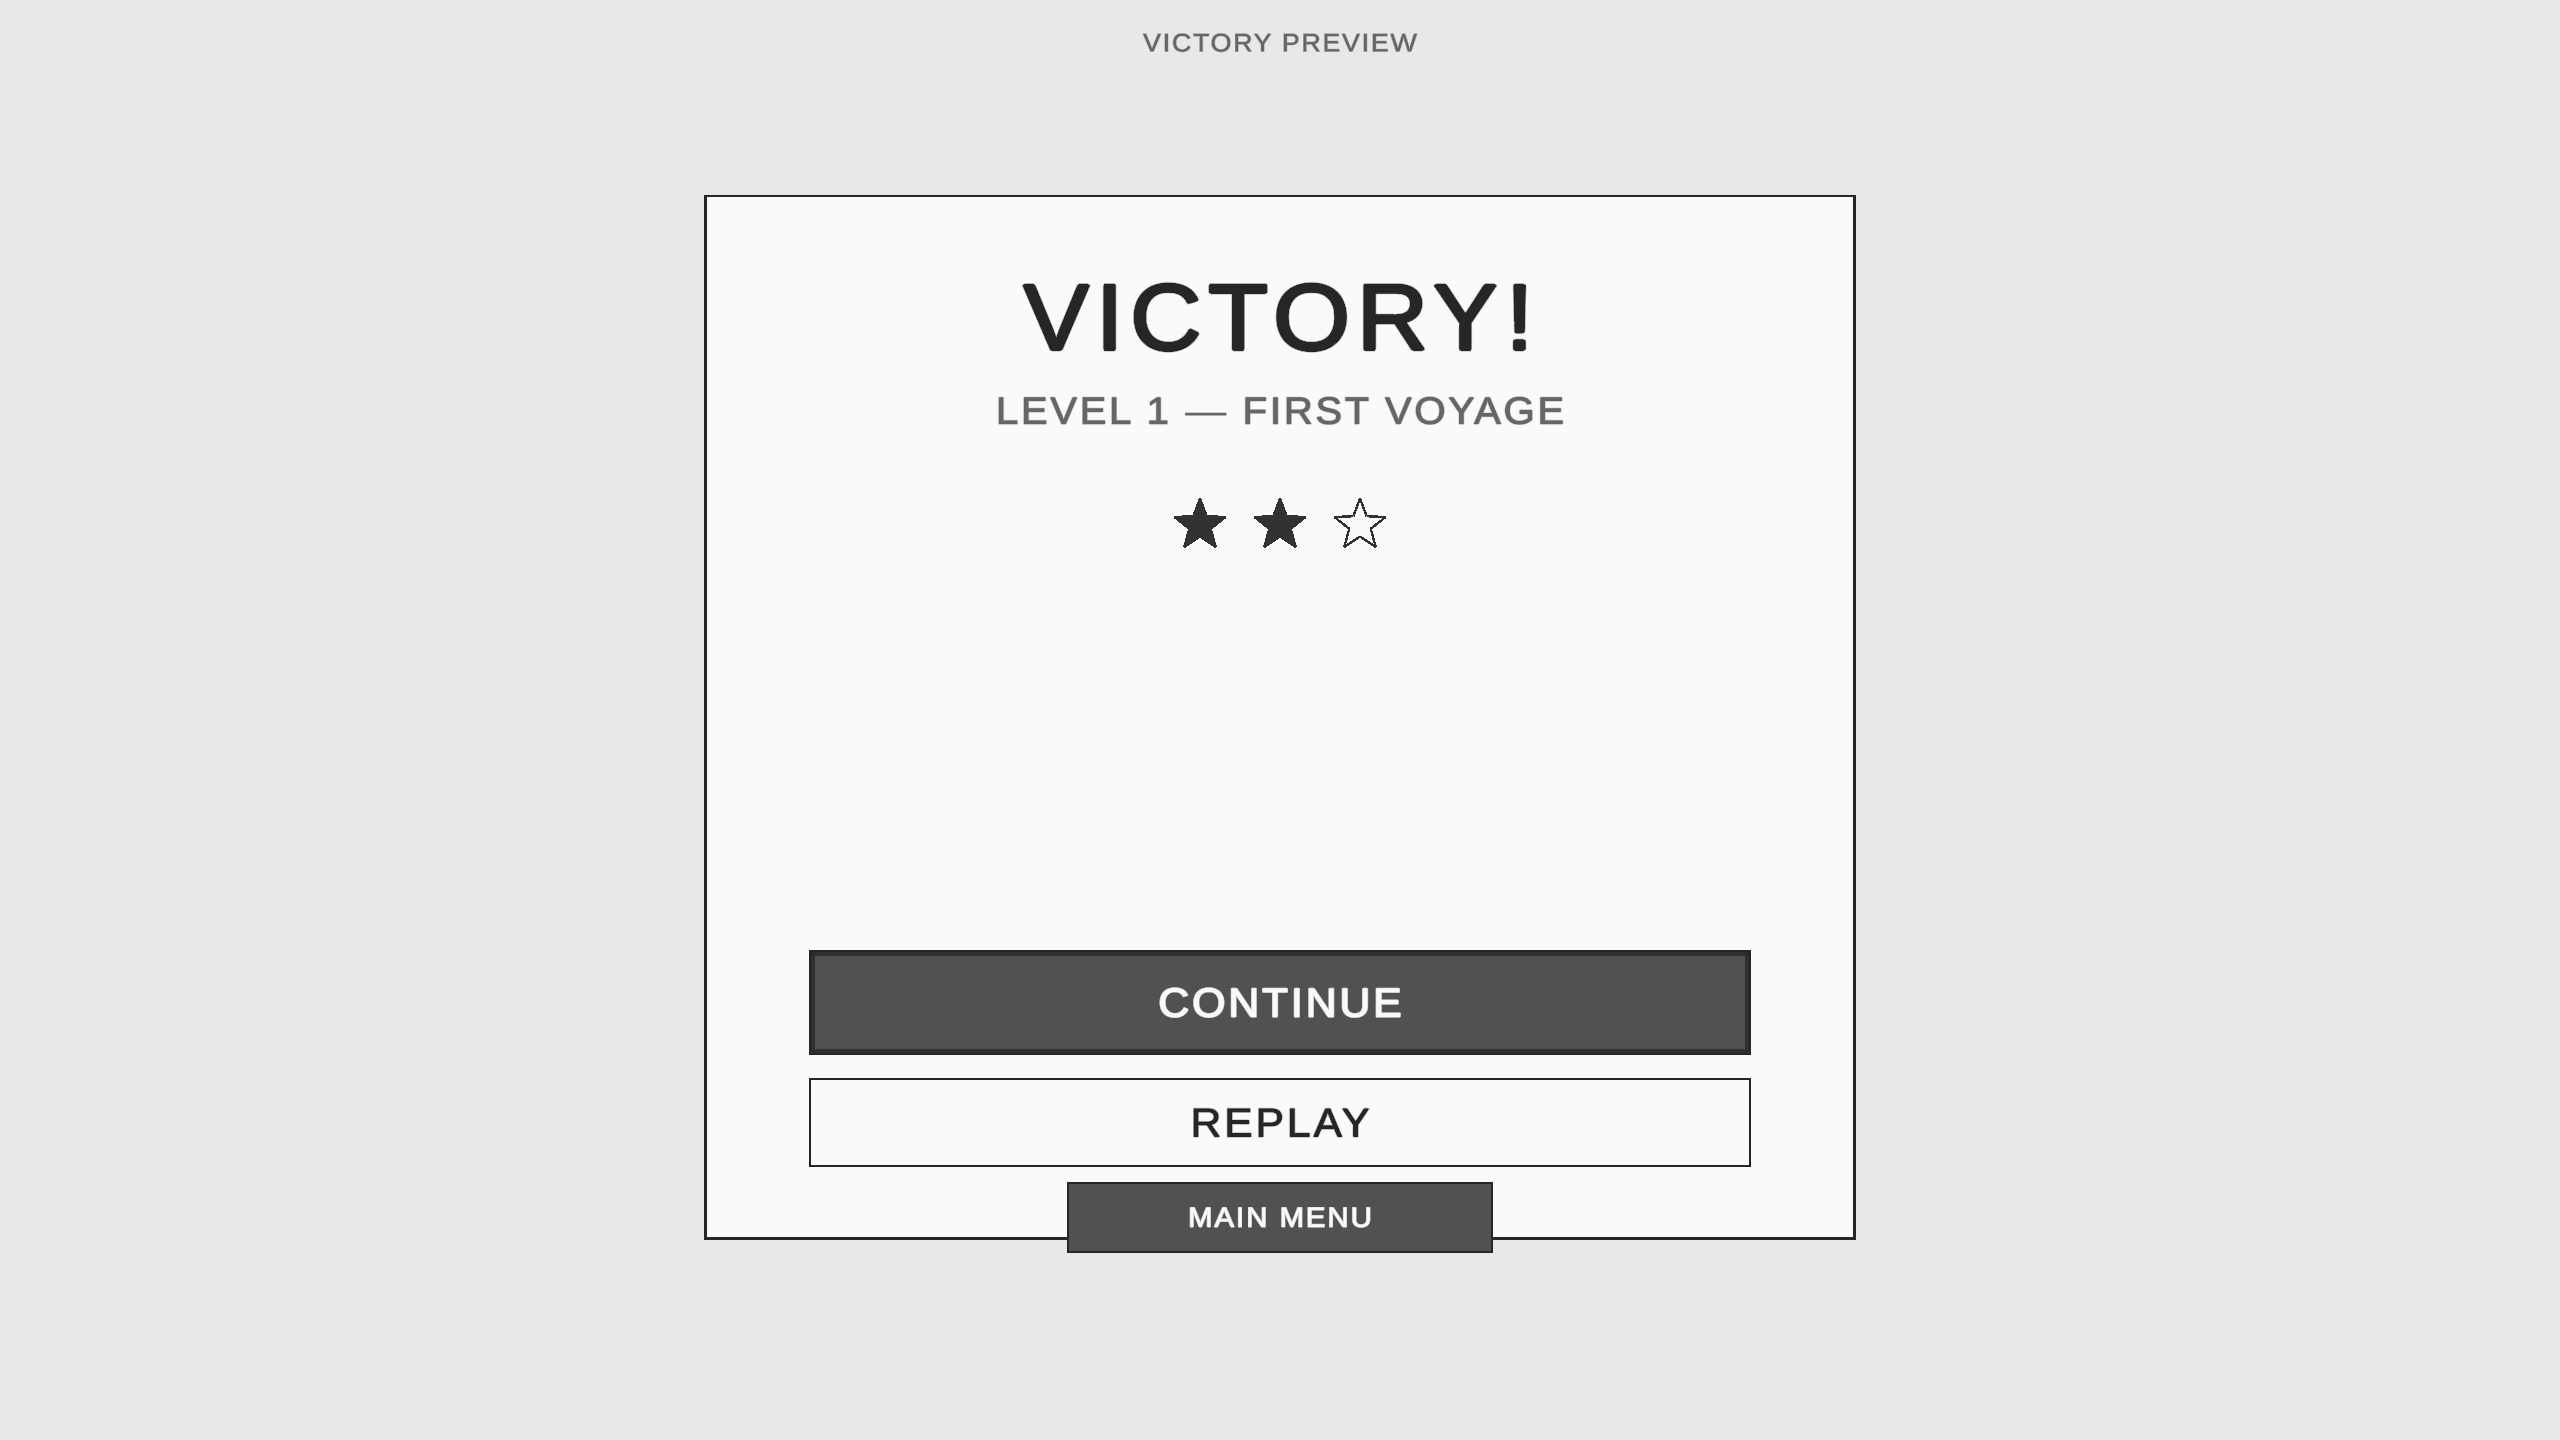 VICTORY PREVIEW
VICTORY!
LEVEL 1 — FIRST VOYAGE
CONTINUE
REPLAY
MAIN MENU